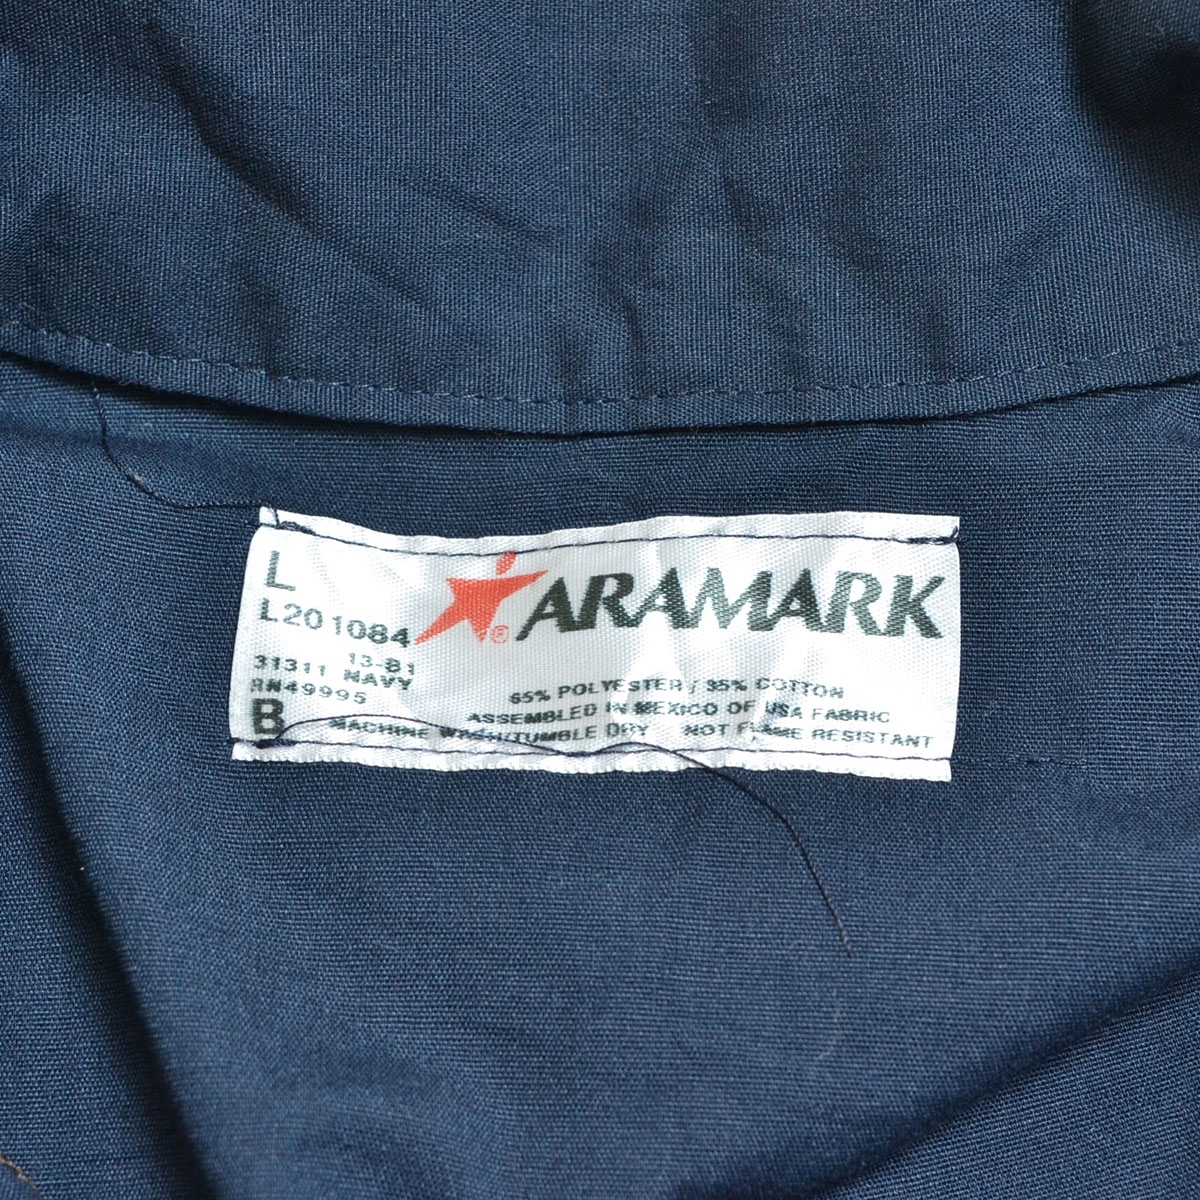 L
ARAMARK
®
L201084
13-B1
31311 NAVY
RN49995
65% POLYESTER / 35% COTTON
ASSEMBLED IN MEXICO OF USA FABRIC
B
MACHINE WASH/TUMBLE DRY NOT FLAME RESISTANT